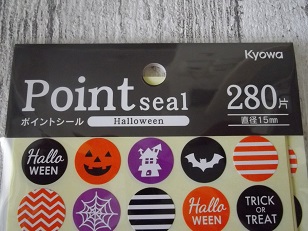 Kyowa
Point seal
280片
ポイントシール
Halloween
直径15mm
Hallo
WEEN
Hallo
WEEN
TRICK
OR
TREAT